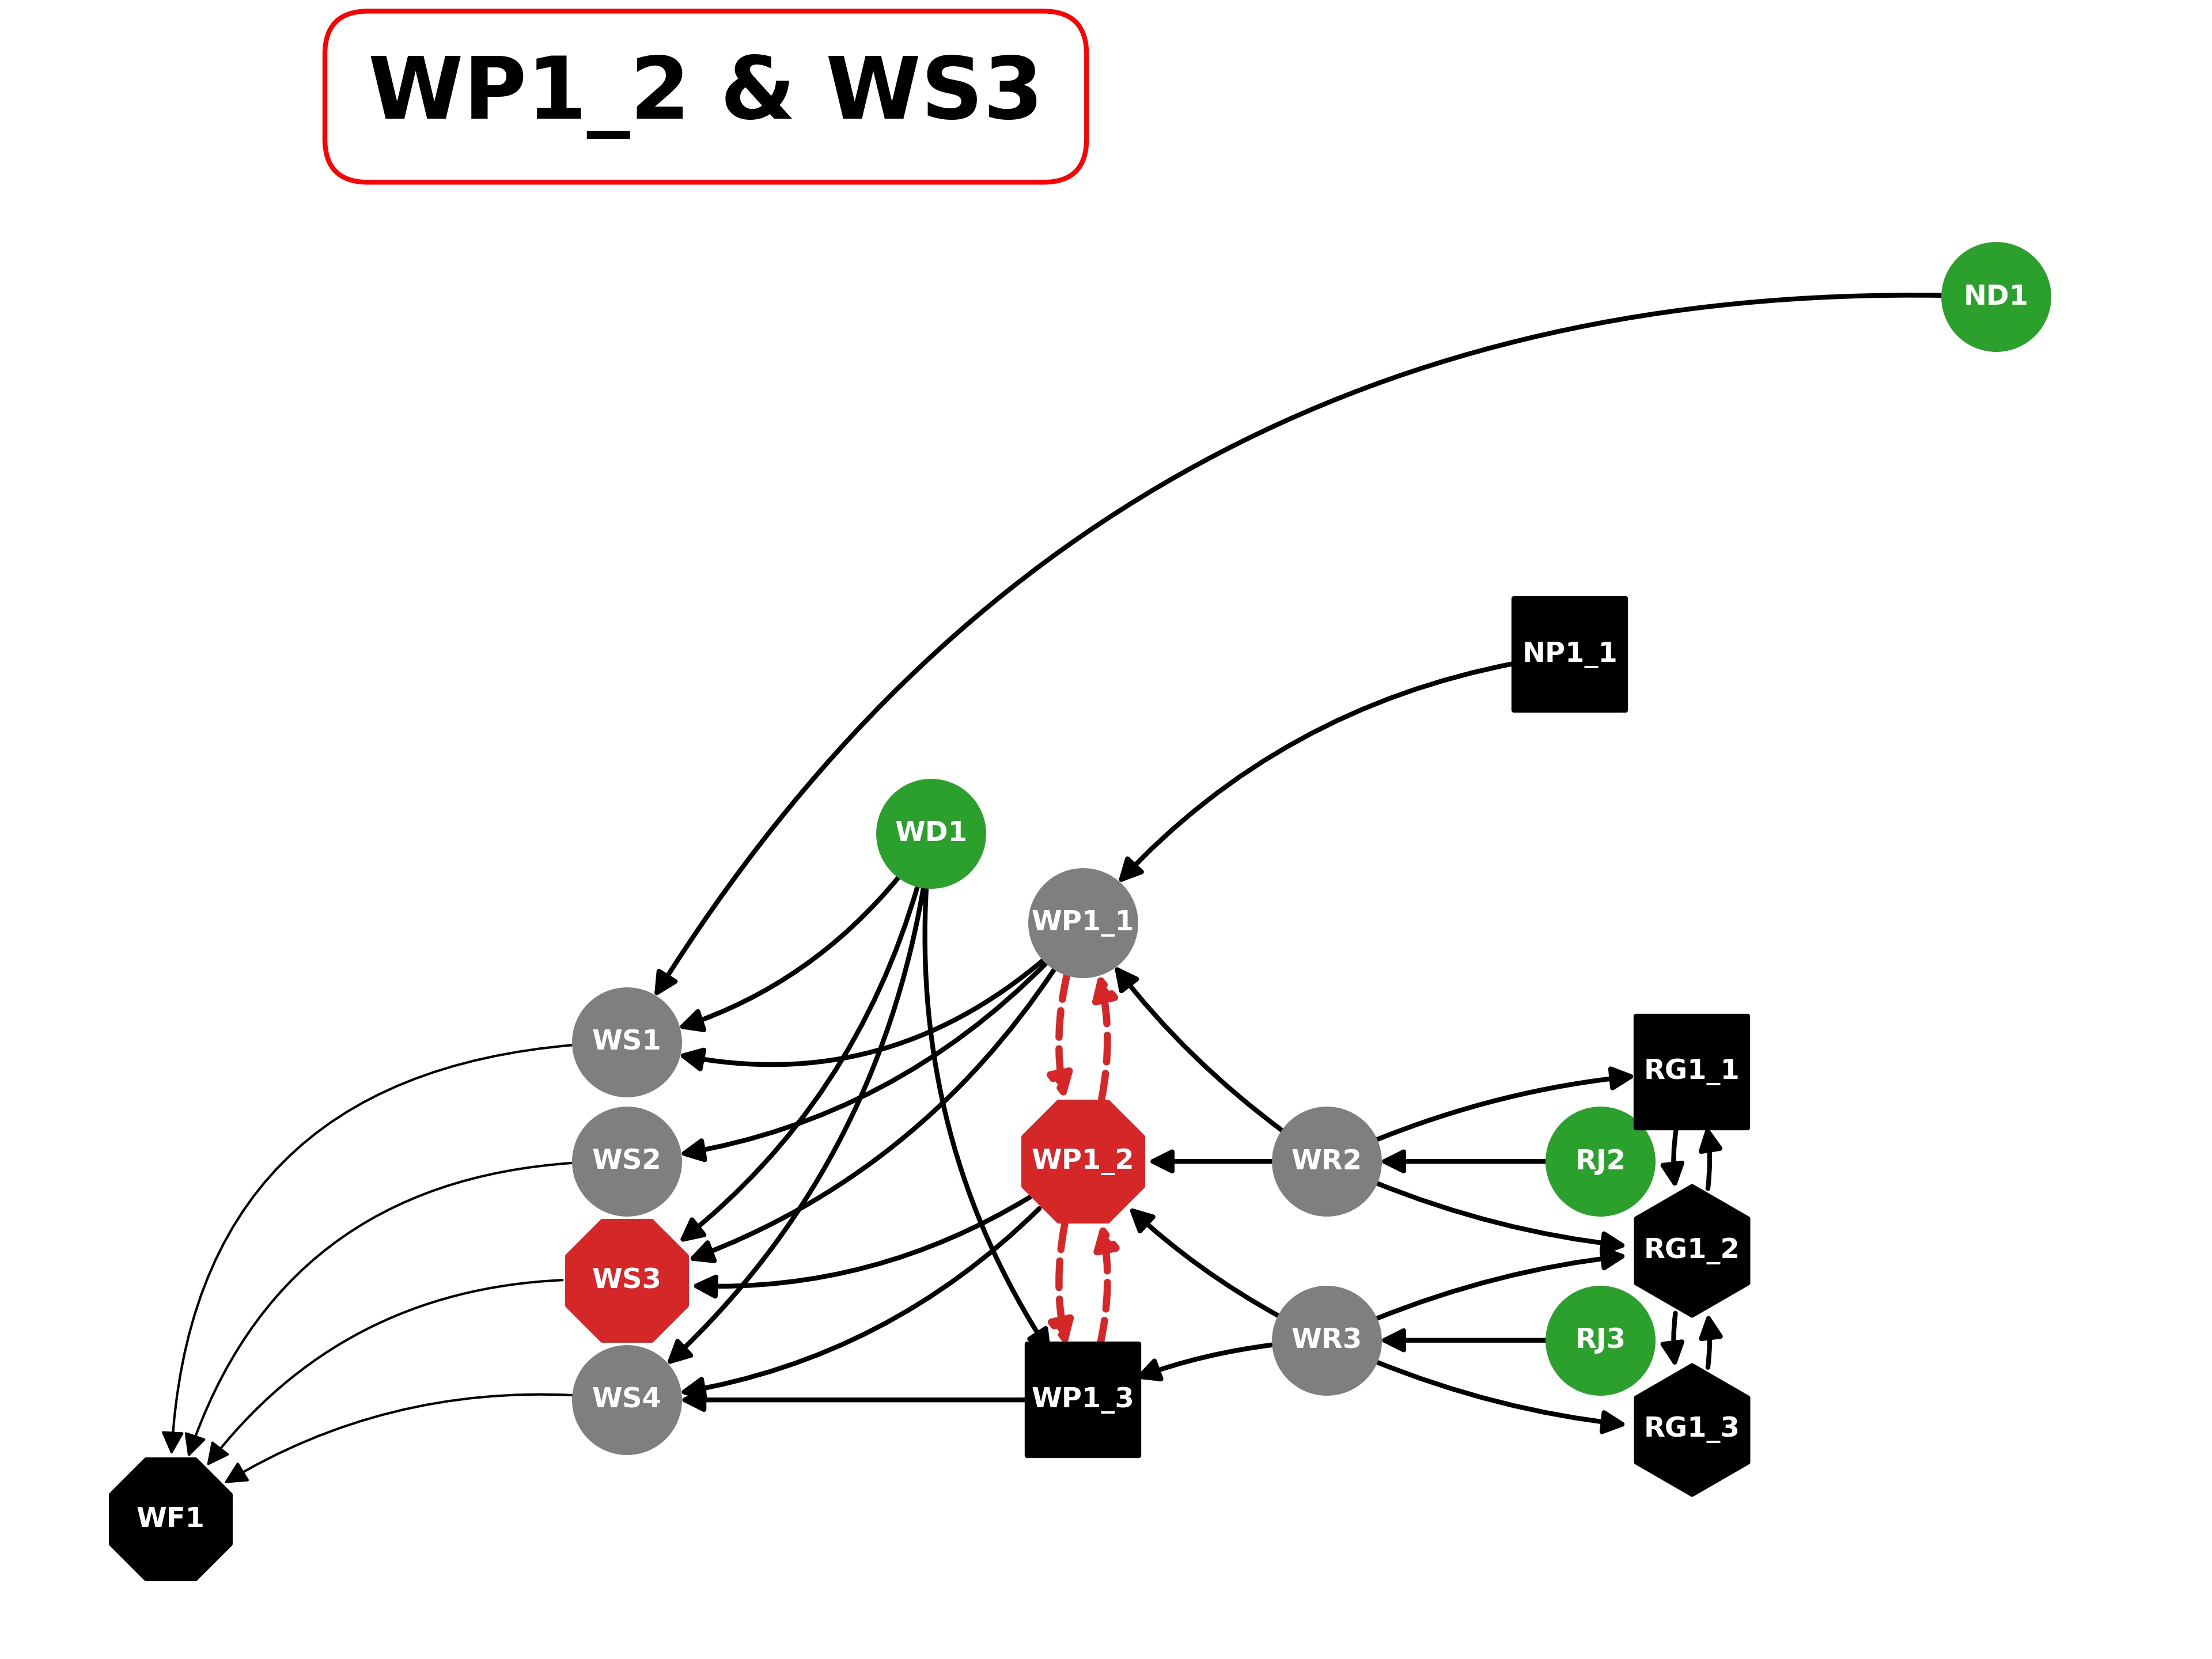 WP1_2 & WS3
ND1
NP1_1
WD1
WP1_1
WS1
RG1_1
WS2
WP1_2
WR2
RJ2
RG1_2
WS3
WR3
RJ3
WS4
WP1_3
RG1_3
WF1